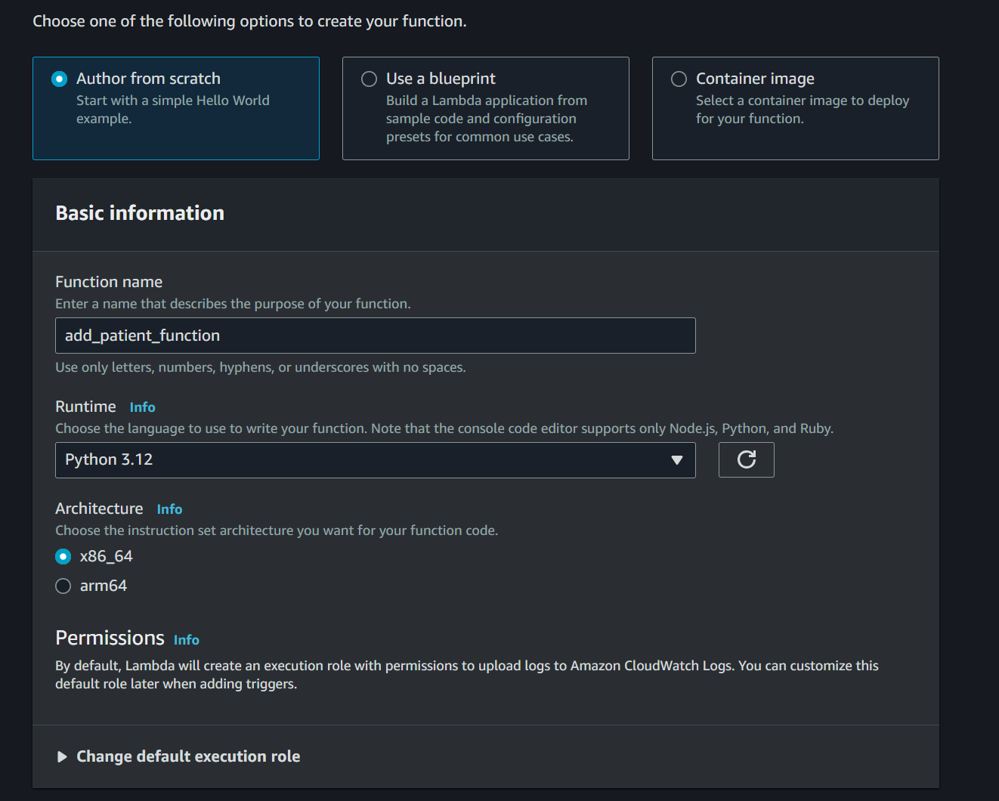 Choose one of the following options to create your function.
Author from scratch
Start with a simple Hello World
example.
Use a blueprint
Build a Lambda application from
sample code and configuration
presets for common use cases.
Container image
Select a container image to deploy
for your function.
Basic information
Function name
Enter a name that describes the purpose of your function.
add_patient_function
Use only letters, numbers, hyphens, or underscores with no spaces.
Runtime Info
Choose the language to use to write your function. Note that the console code editor supports only Node.js, Python, and Ruby.
Python 3.12
Architecture Info
Choose the instruction set architecture you want for your function code.
x86_64
arm64
Permissions Info
By default, Lambda will create an execution role with permissions to upload logs to Amazon CloudWatch Logs. You can customize this
default role later when adding triggers.
Change default execution role